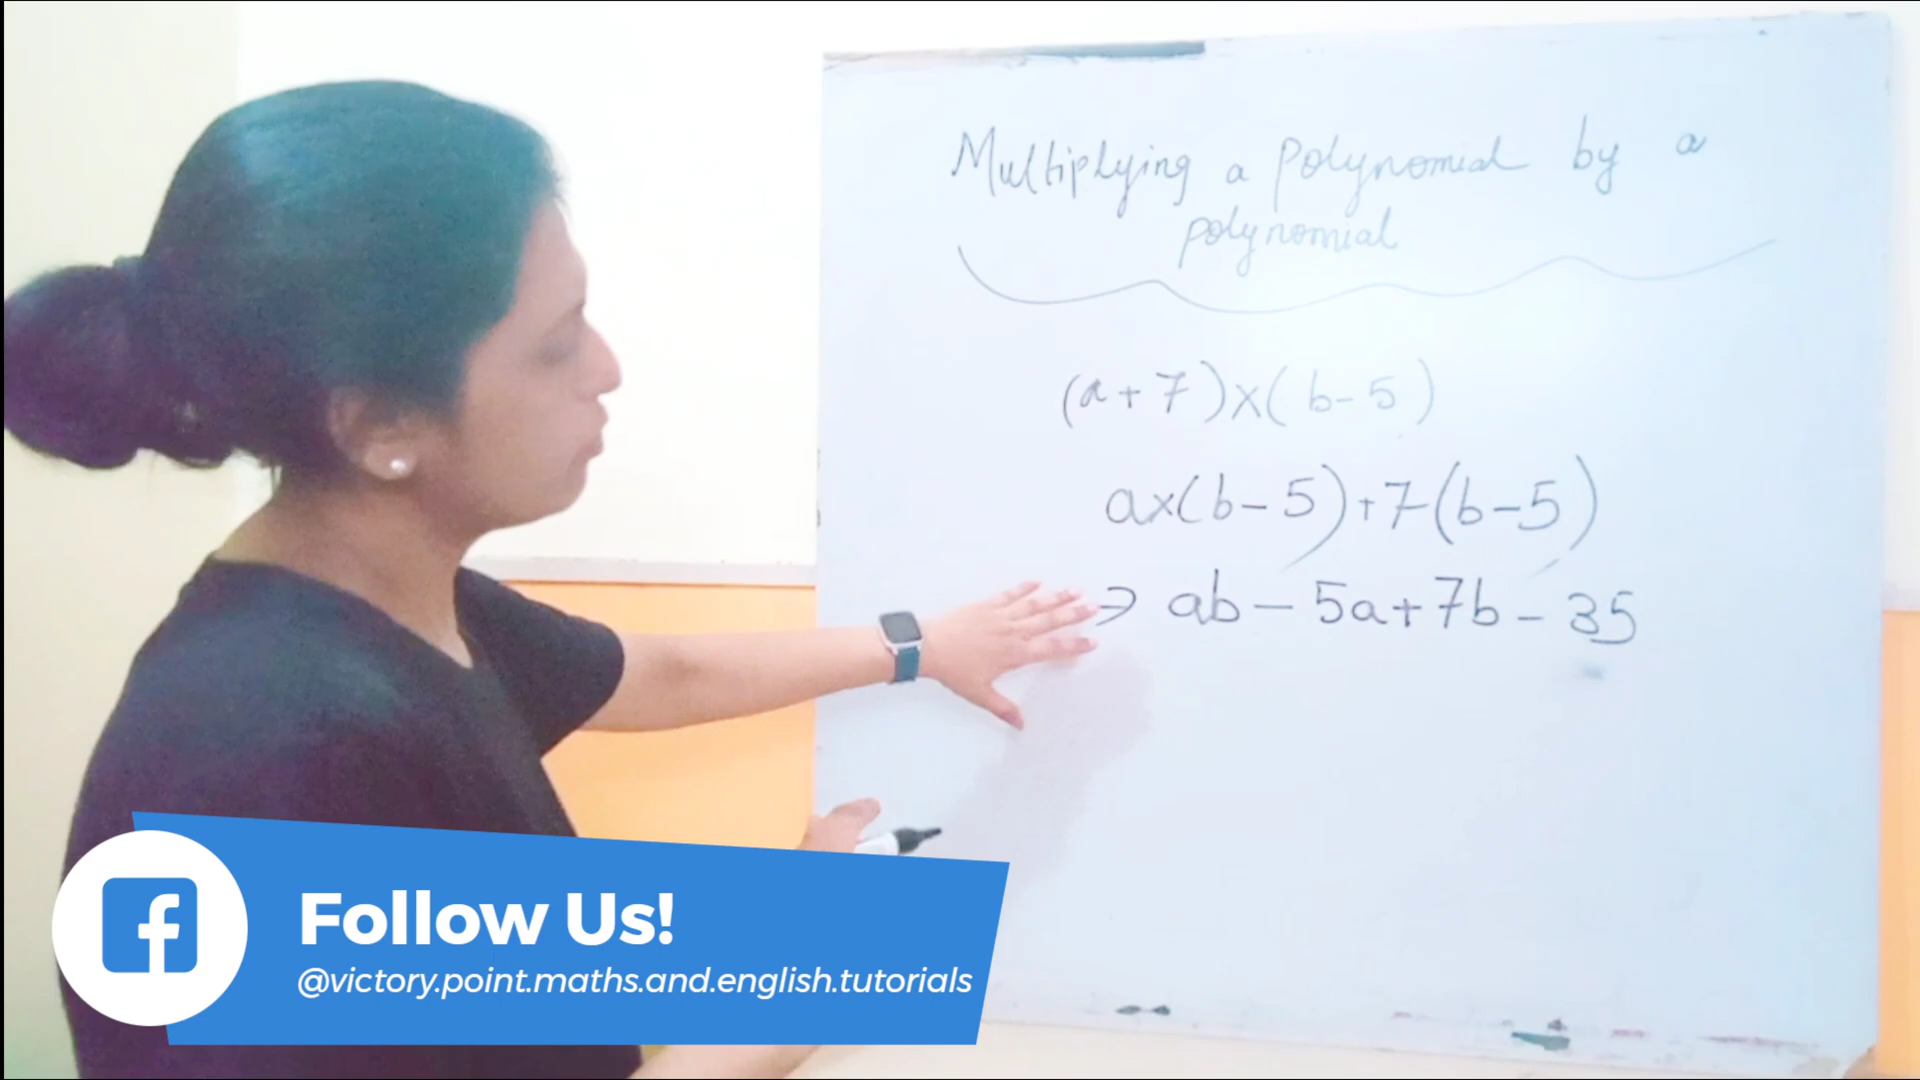 Multiplying a polynomial by a
polynomial
(a+7)x(b-5)
ax(b-5)+7(b-5)
→ ab-5a+7b-35
Follow Us!
@victory.point.maths.and.english.tutorials